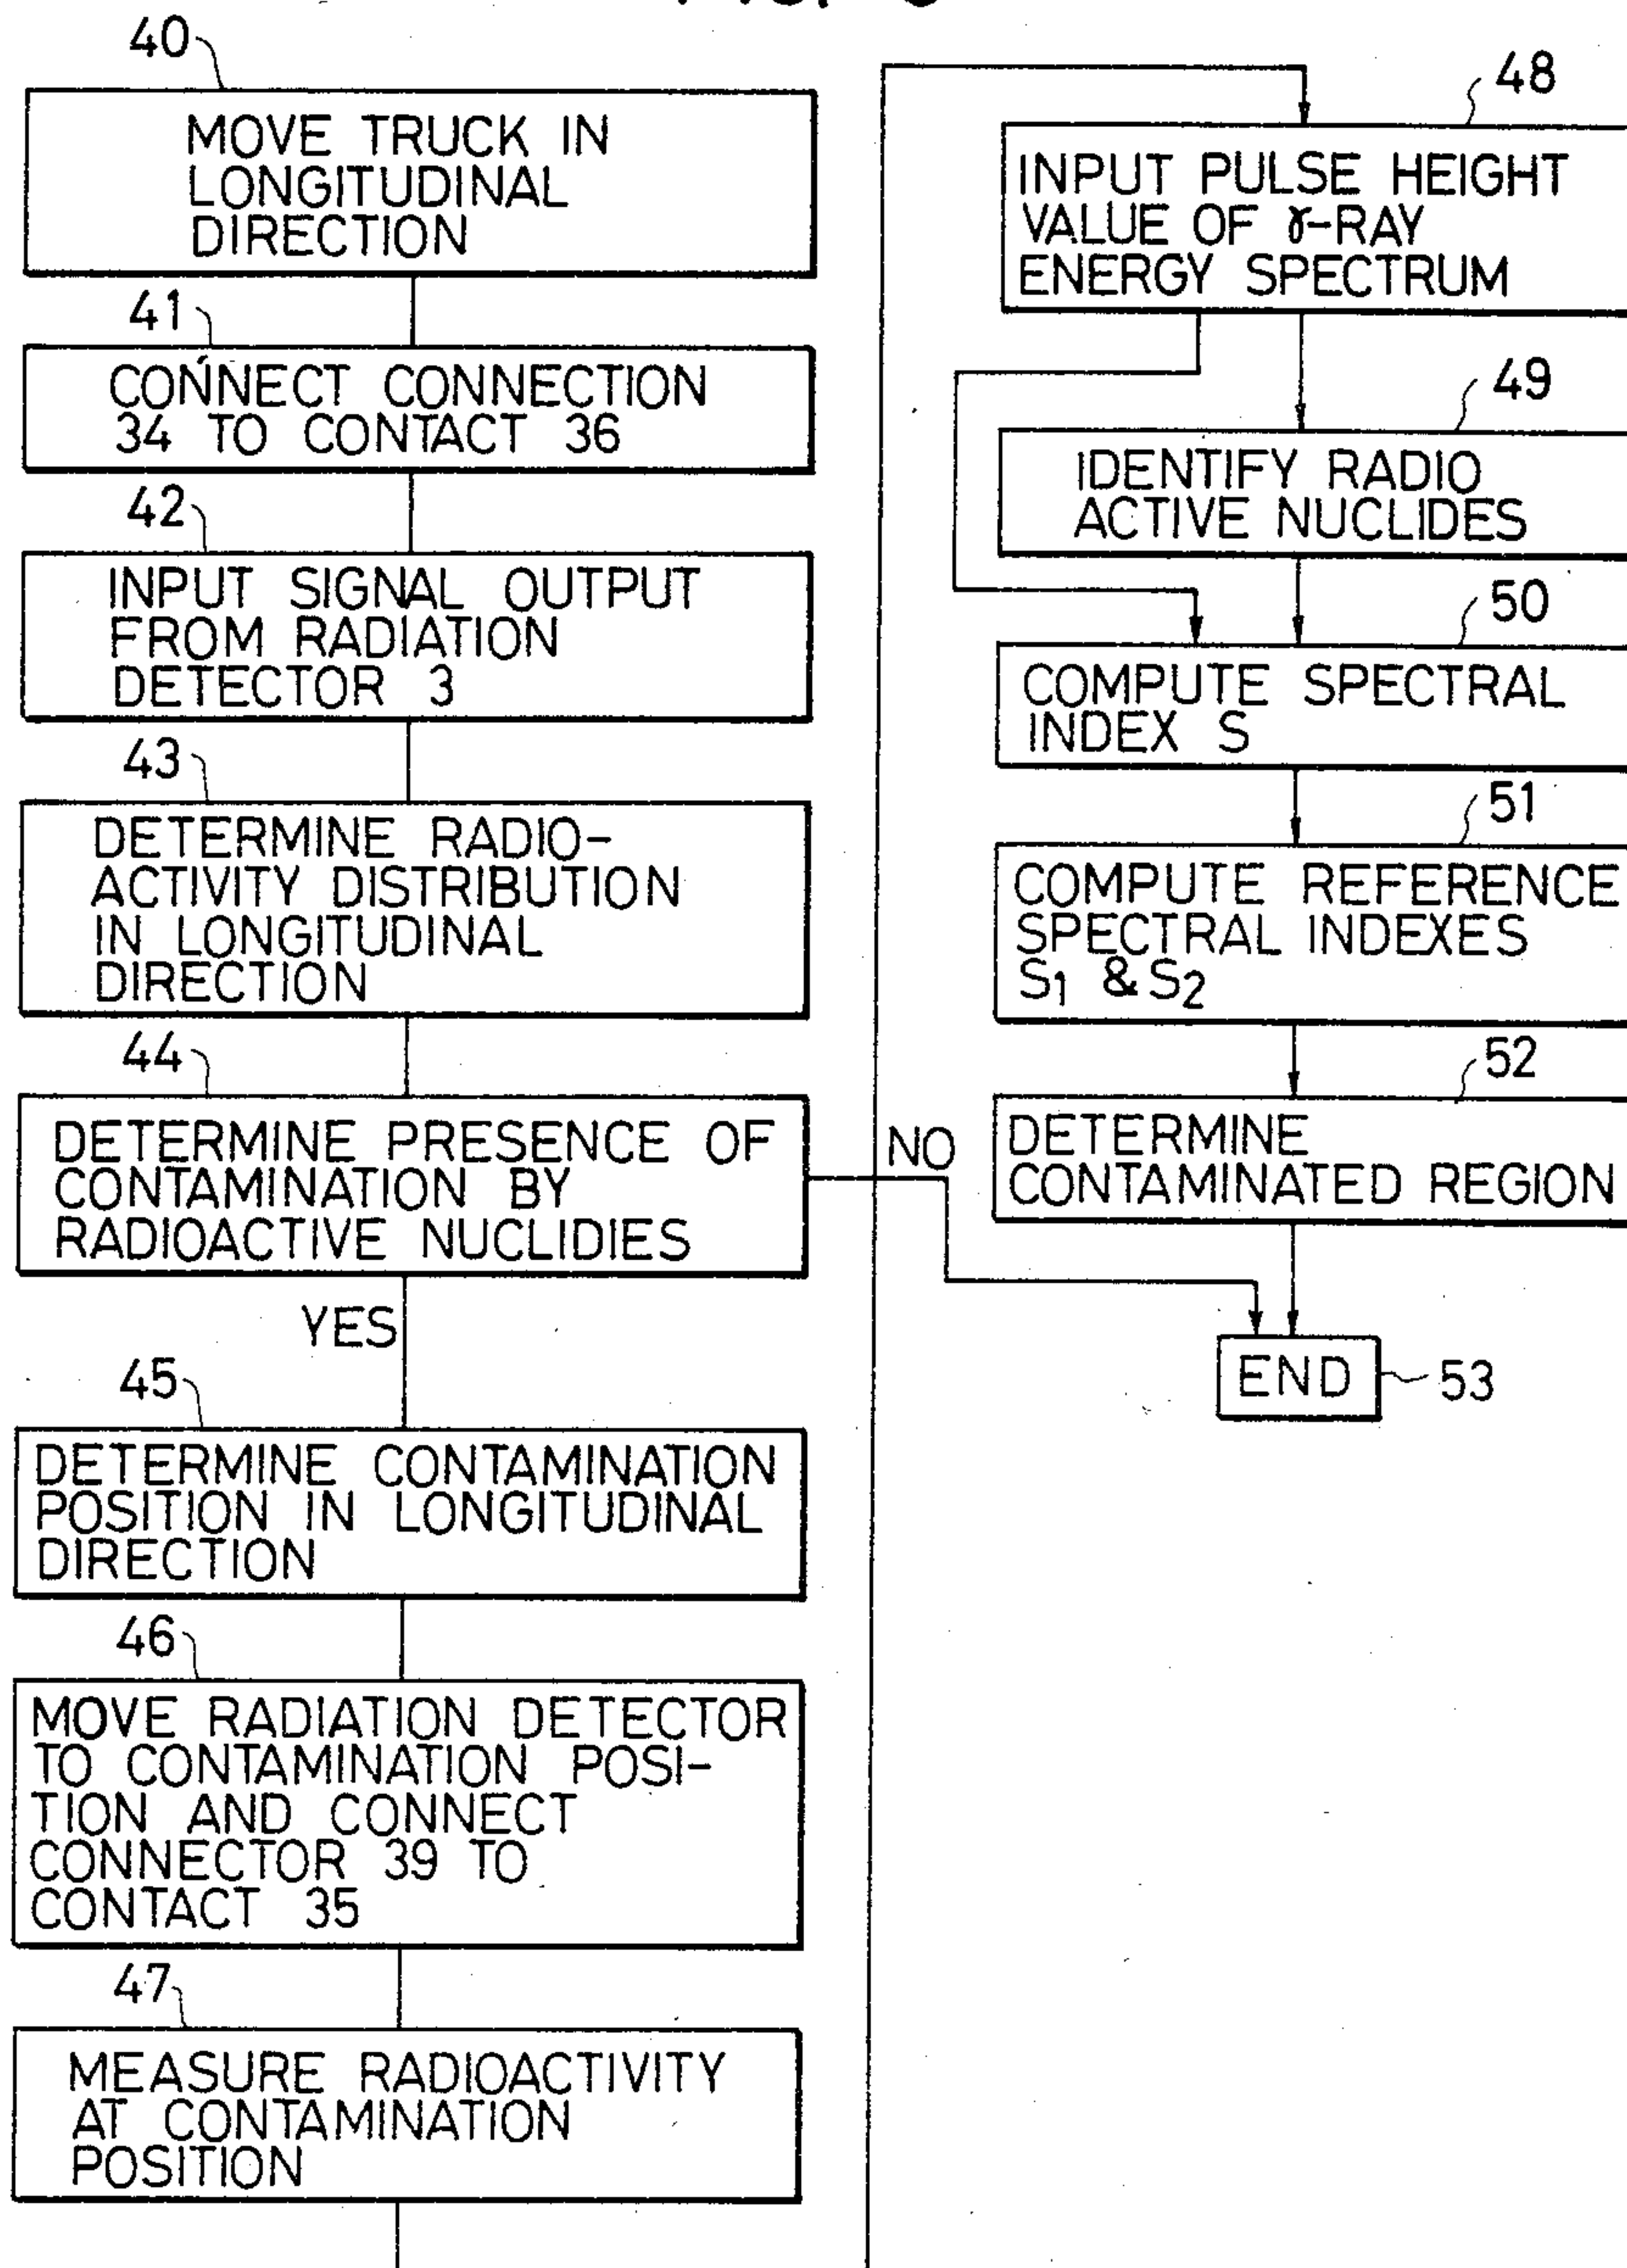 40
MOVE TRUCK IN
LONGITUDINAL
DIRECTION
41
CONNECT CONNECTION
34 TO CONTACT 36
42
INPUT SIGNAL OUTPUT
FROM RADIATION
DETECTOR 3
43
DETERMINE RADIO-
ACTIVITY DISTRIBUTION
IN LONGITUDINAL
DIRECTION
44
DETERMINE PRESENCE OF
CONTAMINATION BY
RADIOACTIVE NUCLIDIES
NO
YES
45
DETERMINE CONTAMINATION
POSITION IN LONGITUDINAL
DIRECTION
46
MOVE RADIATION DETECTOR
TO CONTAMINATION POSI-
TION AND CONNECT
CONNECTOR 39 TO
CONTACT 35
47
MEASURE RADIOACTIVITY
AT CONTAMINATION
POSITION
48
INPUT PULSE HEIGHT
VALUE OF γ-RAY
ENERGY SPECTRUM
49
IDENTIFY RADIO
ACTIVE NUCLIDES
50
COMPUTE SPECTRAL
INDEX S
51
COMPUTE REFERENCE
SPECTRAL INDEXES
S1 & S2
52
DETERMINE
CONTAMINATED REGION
END
53